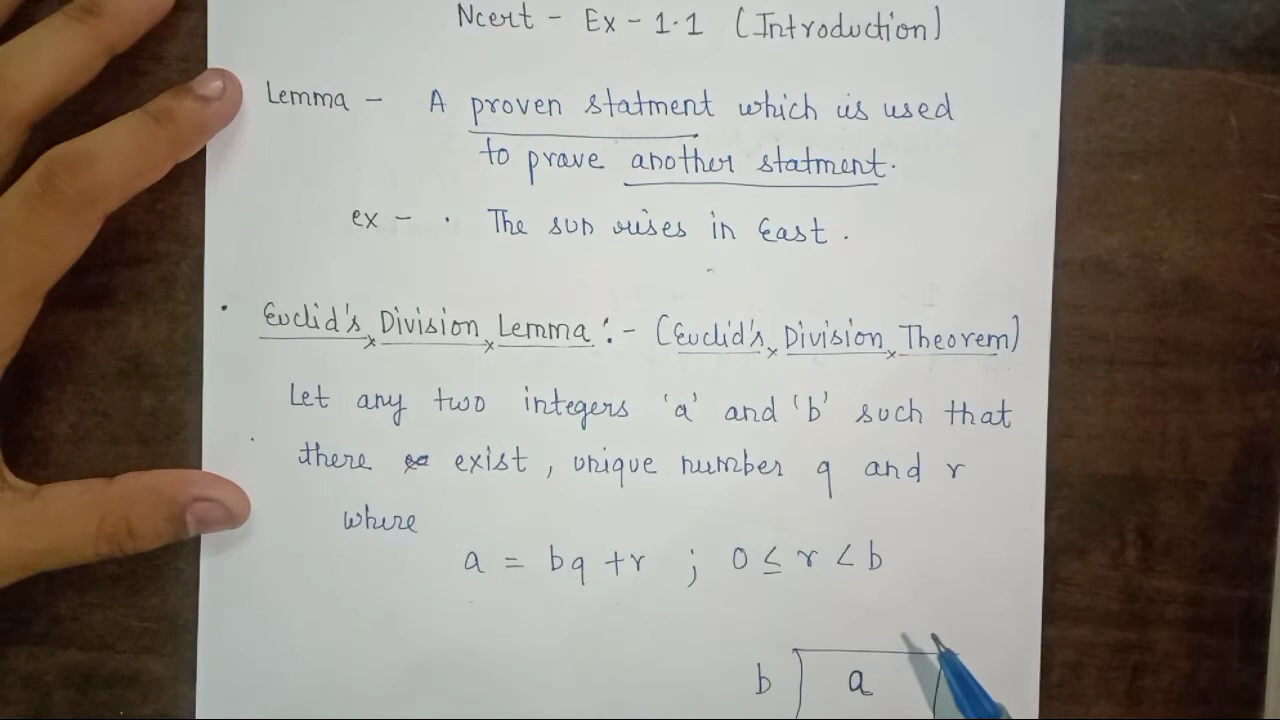 Ncert - Ex - 1.1 (Introduction)
Lemma - A proven statment which is used
to prave another statment.
ex - · The sun rises in East.
· Euclid's Division Lemma :- (Euclid's Division Theorem)
Let any two integers 'a' and 'b' such that
there exist, unique number q and r
where
a = bq + r ; 0 ≤ r < b
b a